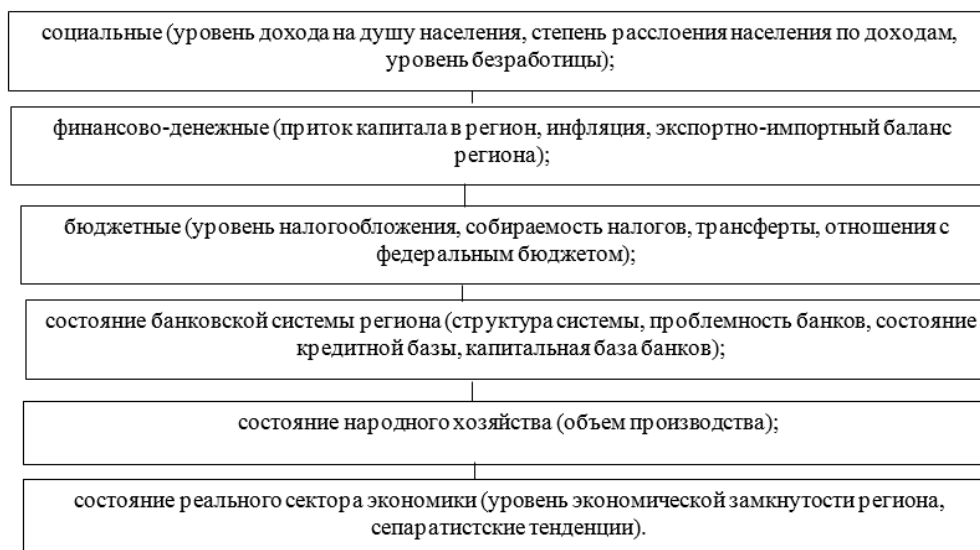 социальные (уровень дохода на душу населения, степень расслоения населения по доходам,
уровень безработицы);
финансово-денежные (приток капитала в регион, инфляция, экспортно-импортный баланс
региона);
бюджетные (уровень налогообложения, собираемость налогов, трансферты, отношения с
федеральным бюджетом);
состояние банковской системы региона (структура системы, проблемность банков, состояние
кредитной базы, капитальная база банков);
состояние народного хозяйства (объем производства);
состояние реального сектора экономики (уровень экономической замкнутости региона,
сепаратистские тенденции).